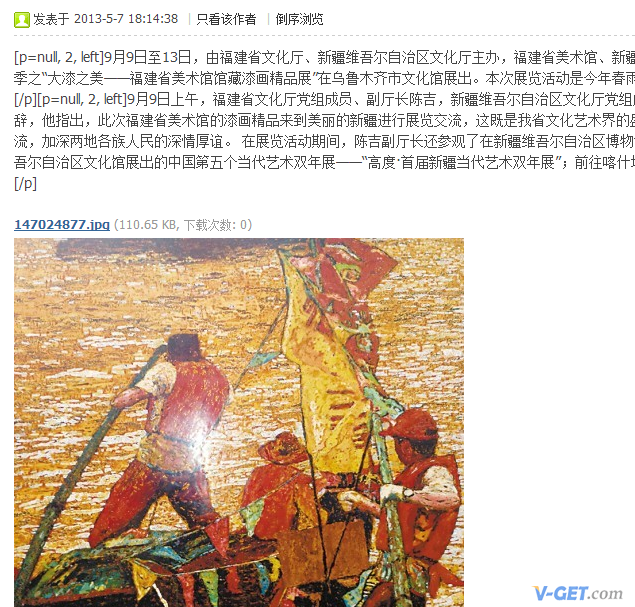 发表于 2013-5-7 18:14:38 | 只看该作者 | 倒序浏览
[p=null, 2, left]9月9日至13日，由福建省文化厅、新疆维吾尔自治区文化厅主办，福建省美术馆、新疆
季之“大漆之美——福建省美术馆馆藏漆画精品展”在乌鲁木齐市文化馆展出。本次展览活动是今年春雨
[/p][p=null, 2, left]9月9日上午，福建省文化厅党组成员、副厅长陈吉，新疆维吾尔自治区文化厅党组
辞，他指出，此次福建省美术馆的漆画精品来到美丽的新疆进行展览交流，这既是我省文化艺术界的
流，加深两地各族人民的深情厚谊。 在展览活动期间，陈吉副厅长还参观了在新疆维吾尔自治区博物
吾尔自治区文化馆展出的中国第五个当代艺术双年展——“高度·首届新疆当代艺术双年展”；前往喀什
[/p]
147024877.jpg (110.65 KB, 下载次数: 0)
V-GET.com